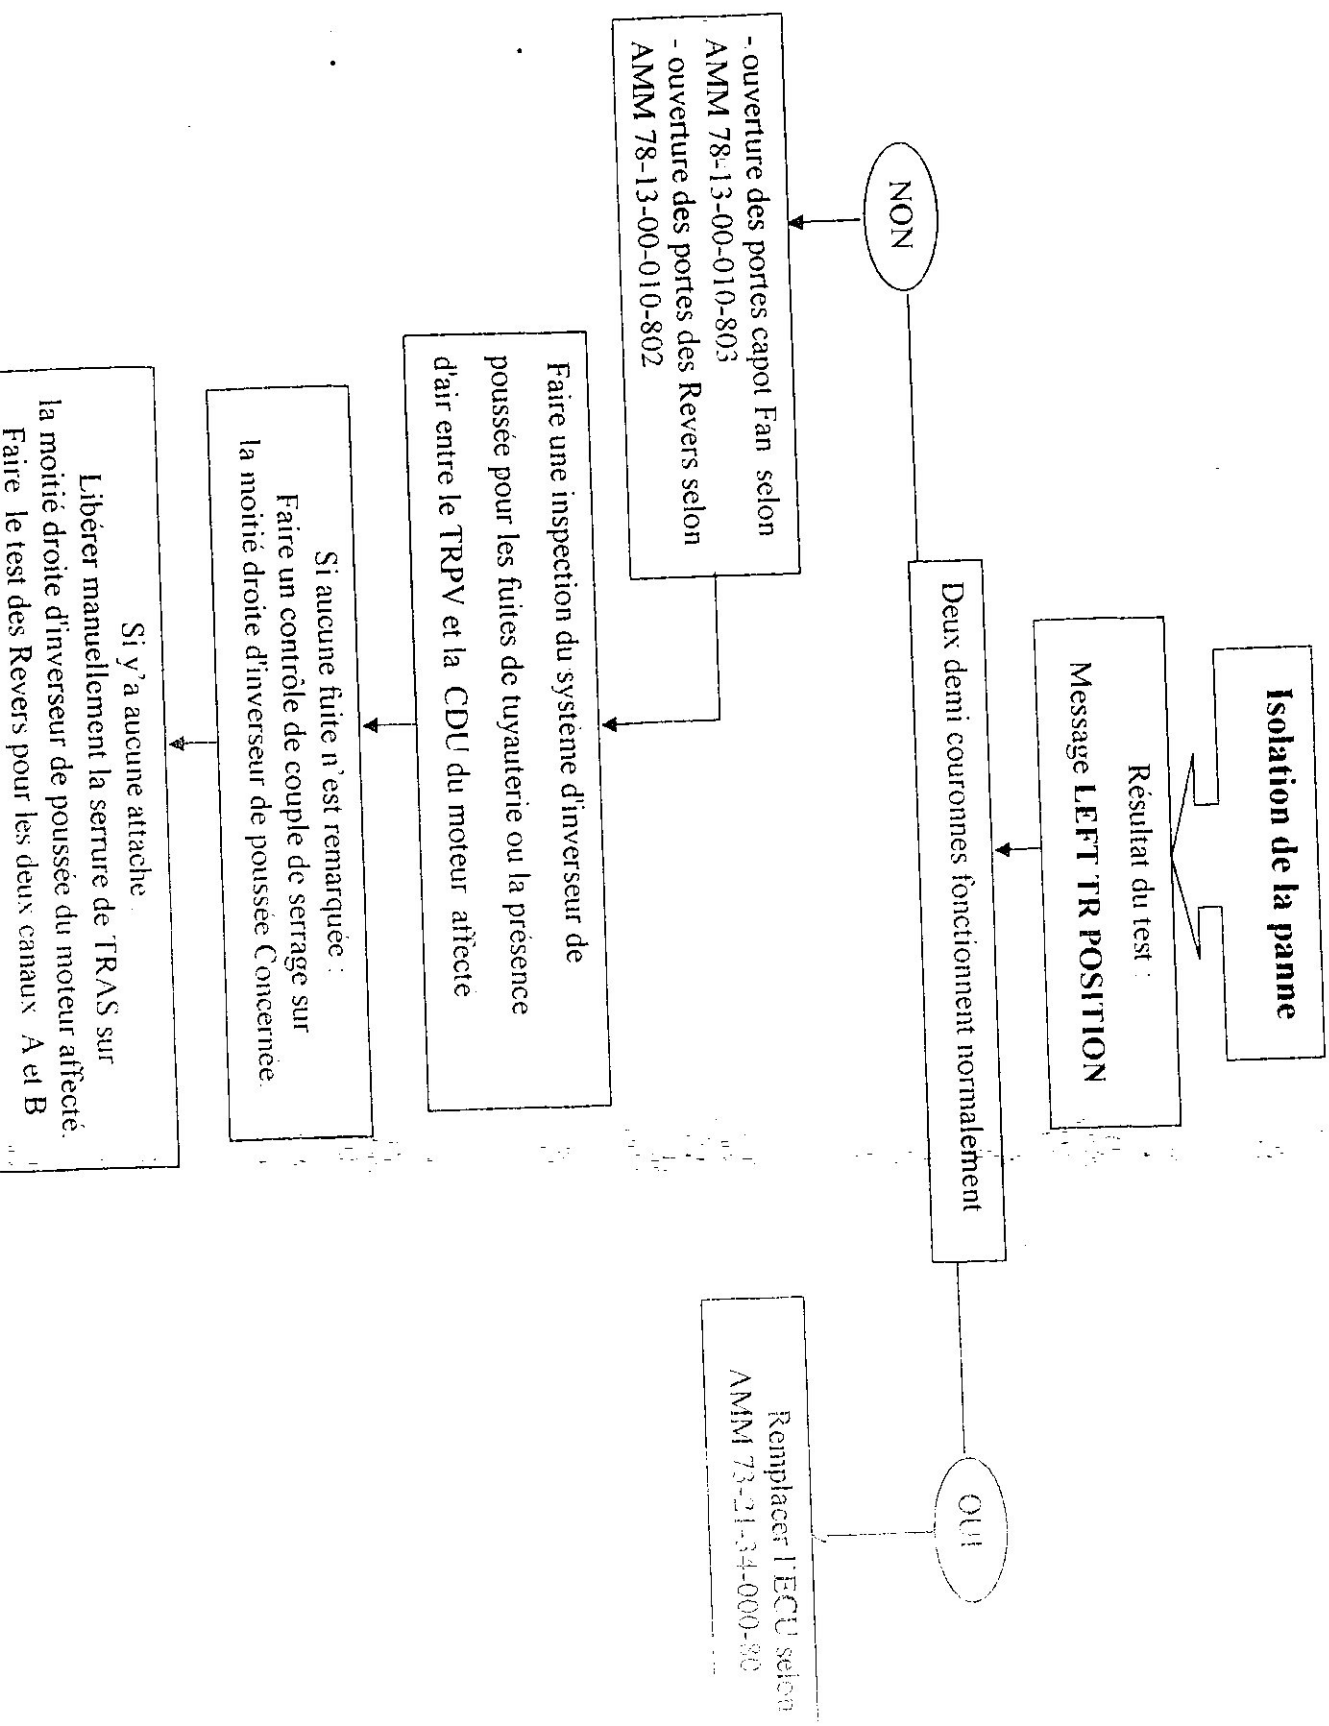 Isolation de la panne
Résultat du test :
Message LEFT TR POSITION
Deux demi couronnes fonctionnent normalement
NON
OUI
- ouverture des portes capot Fan selon
AMM 78-13-00-010-803
- ouverture des portes des Revers selon
AMM 78-13-00-010-802
Remplacer l'ECU selon
AMM 73-21-34-000-80
Faire une inspection du système d'inverseur de
poussée pour les fuites de tuyauterie ou la présence
d'air entre le TRPV et la CDU du moteur affecté
Si aucune fuite n'est remarquée :
Faire un contrôle de couple de serrage sur
la moitié droite d'inverseur de poussée Concernée.
Si y'a aucune attache :
Libérer manuellement la serrure de TRAS sur
la moitié droite d'inverseur de poussée du moteur affecté.
Faire le test des Revers pour les deux canaux A et B